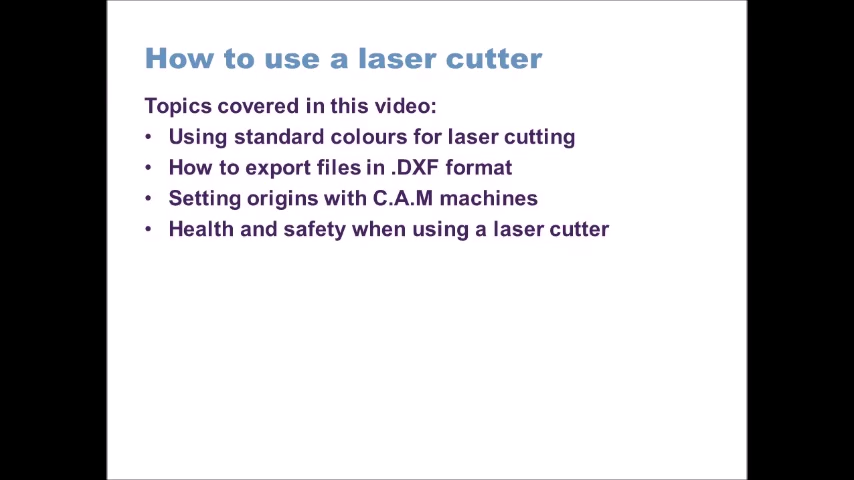 How to use a laser cutter
Topics covered in this video:
• Using standard colours for laser cutting
• How to export files in .DXF format
• Setting origins with C.A.M machines
• Health and safety when using a laser cutter